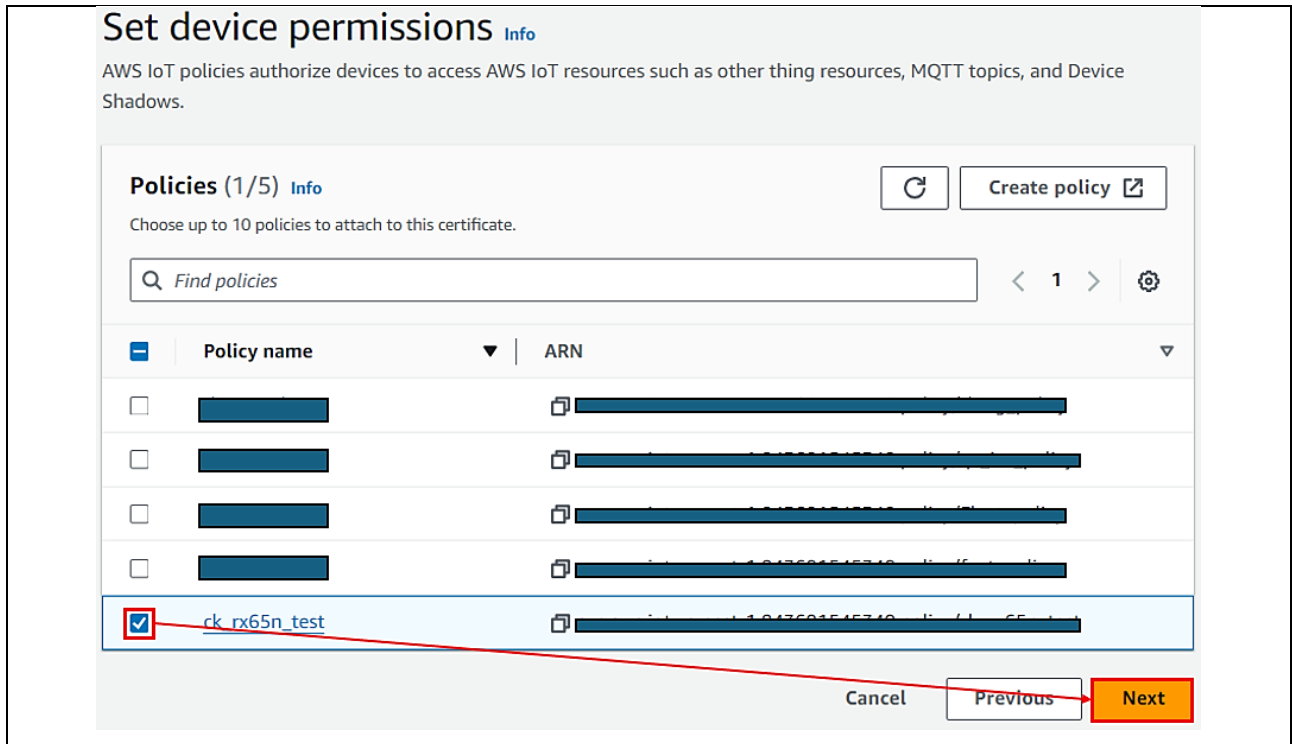 Set device permissions Info
AWS IoT policies authorize devices to access AWS IoT resources such as other thing resources, MQTT topics, and Device
Shadows.
Policies (1/5) Info
Create policy
Choose up to 10 policies to attach to this certificate.
Find policies
1
Policy name
ARN
ck_rx65n_test
Cancel
Previous
Next